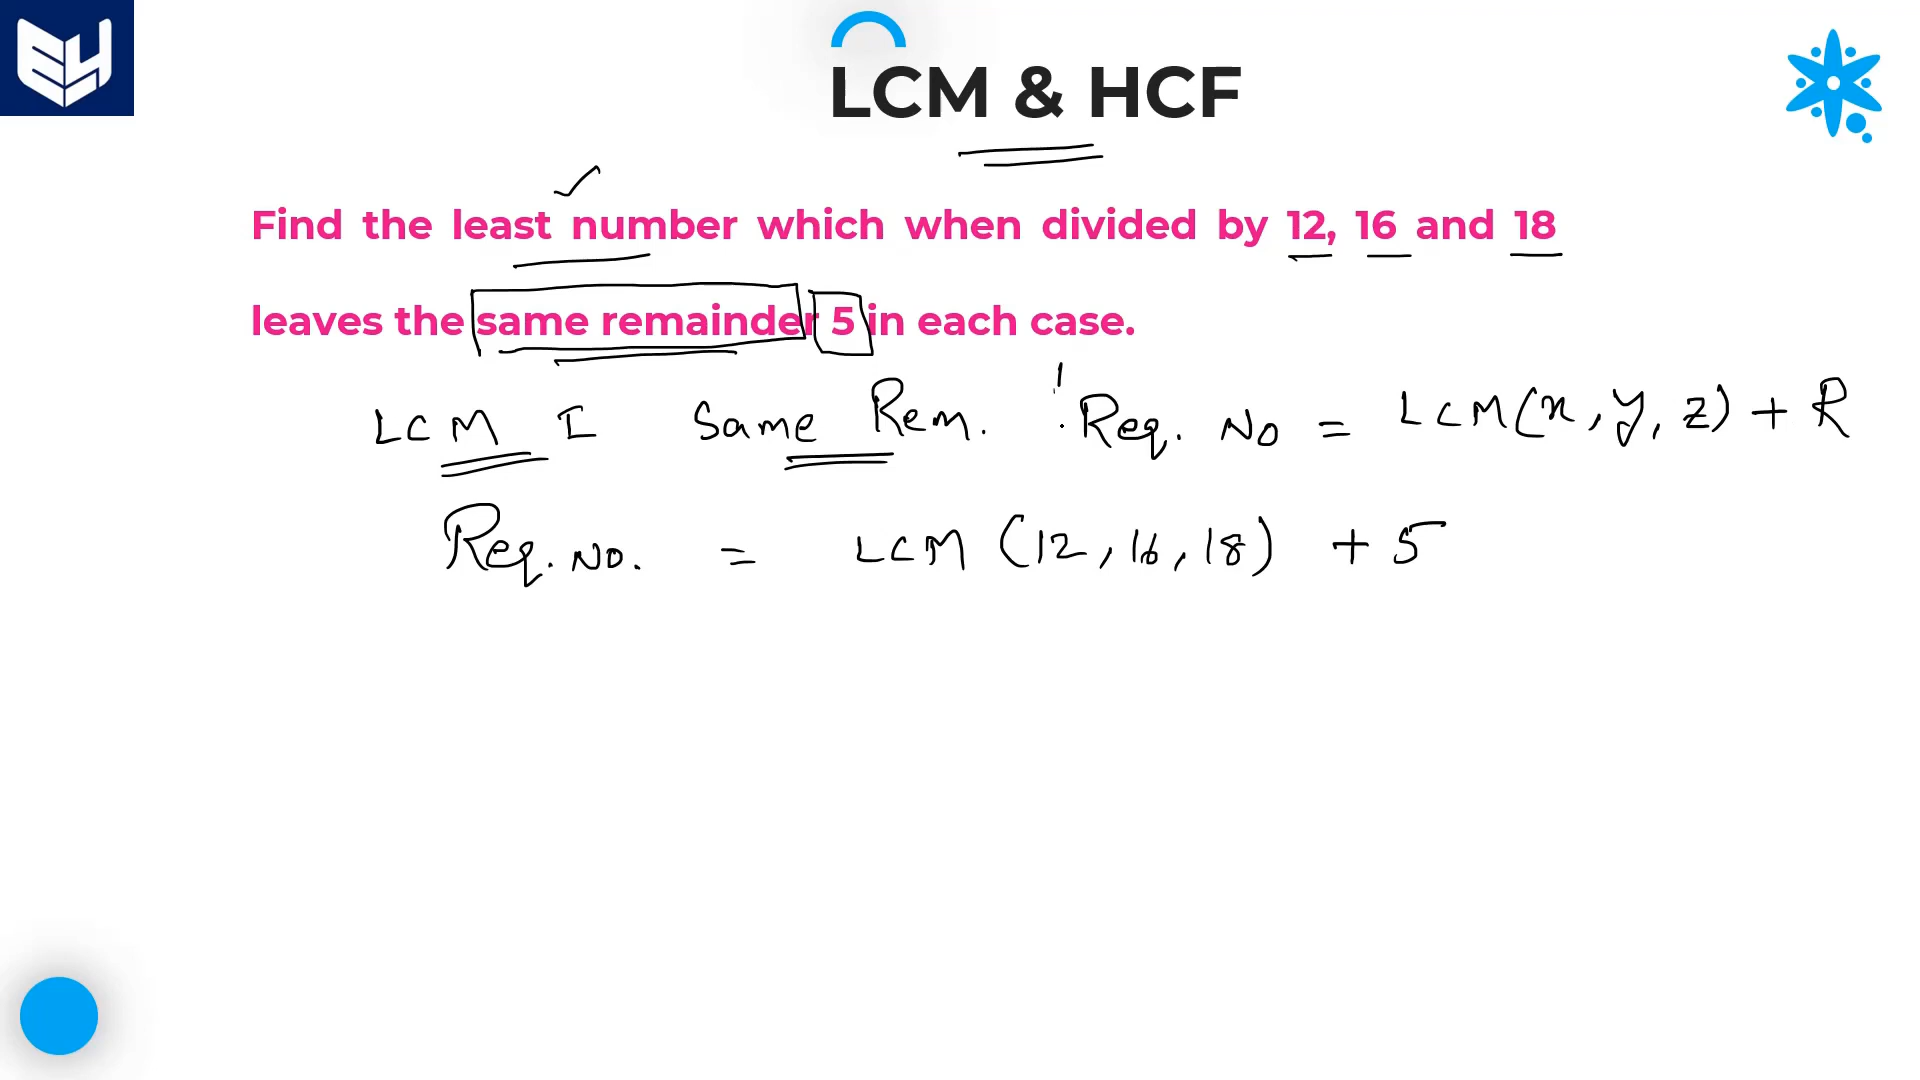 LCM & HCF
Find the least number which when divided by 12, 16 and 18
leaves the same remainder 5 in each case.
LCM I Same Rem. ! Req. No = LCM(x, y, z) + R
Req. No. = LCM (12, 16, 18) + 5